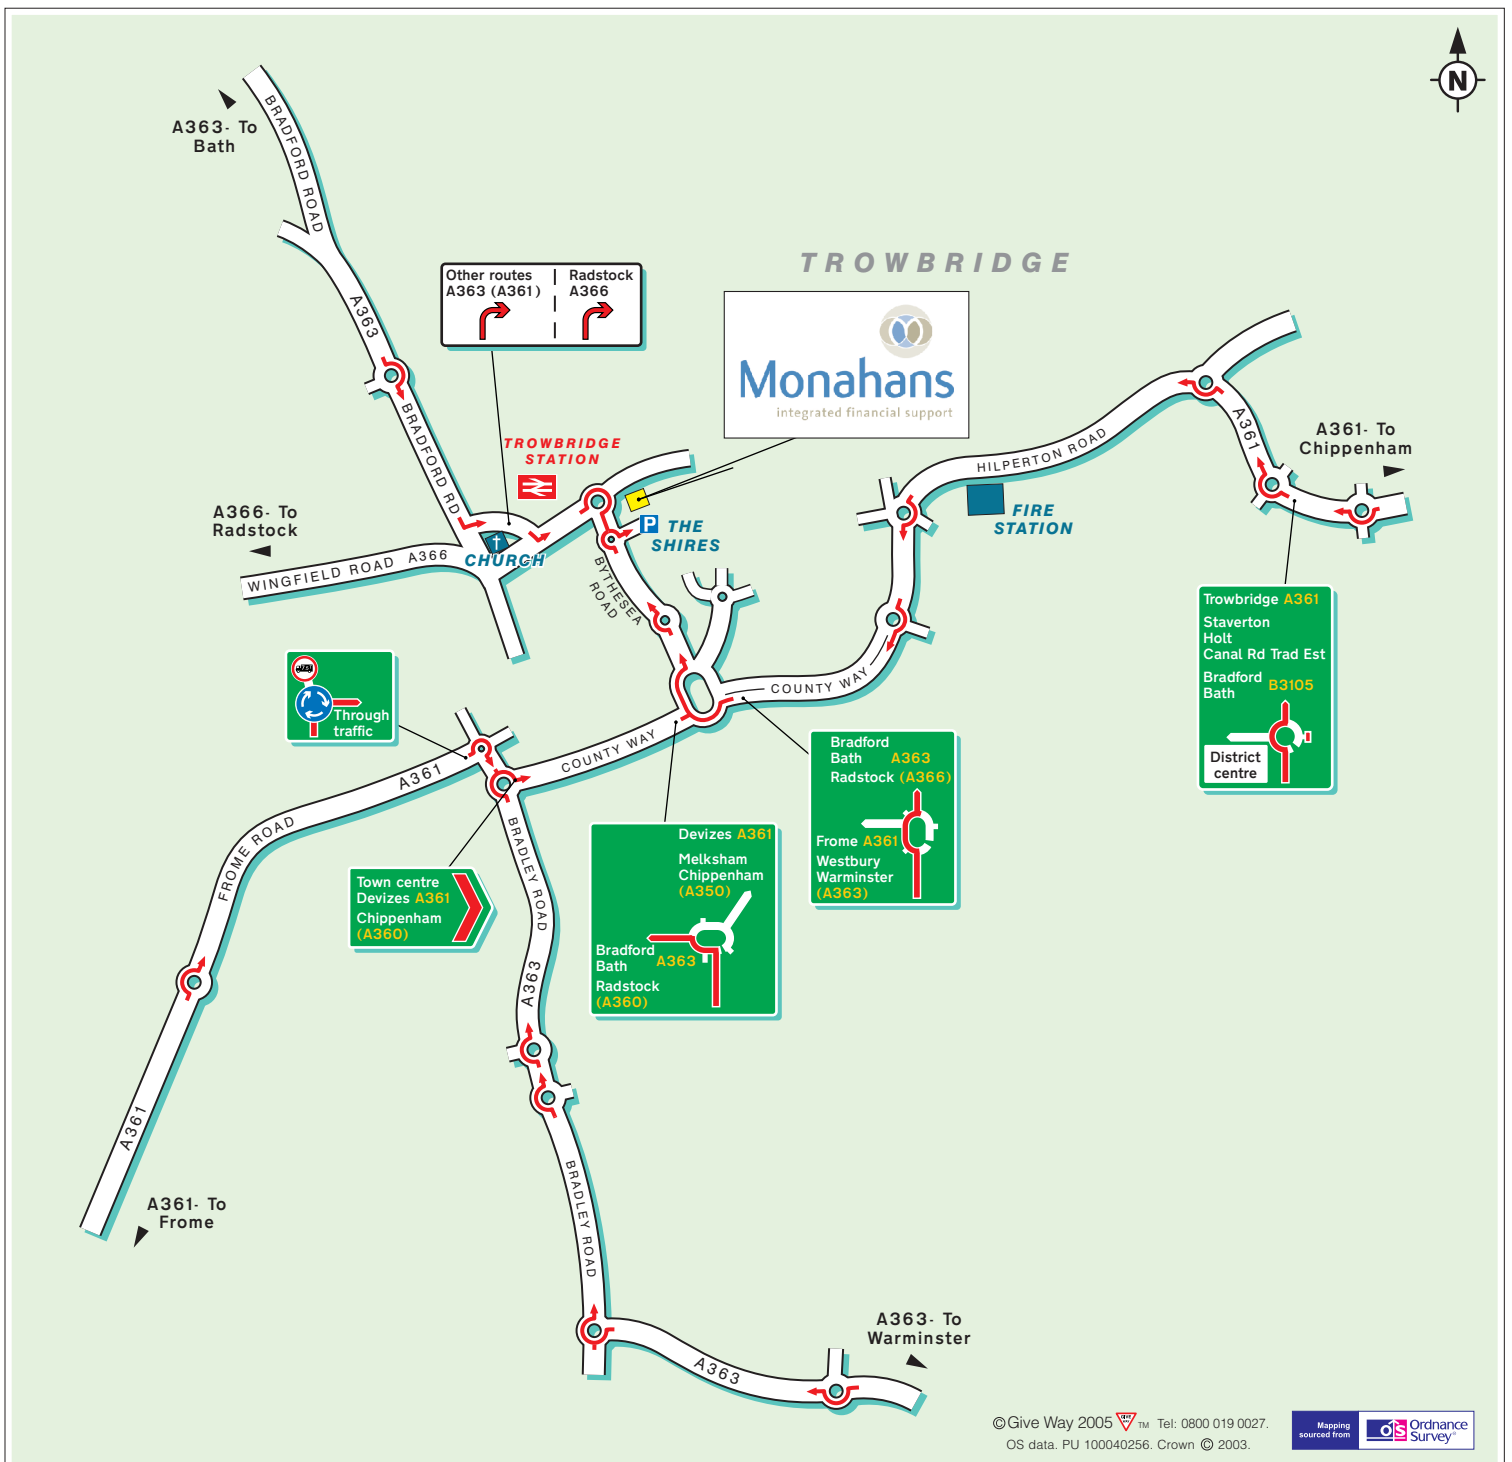 N
A363- To
Bath
BRADFORD ROAD
A363
TROWBRIDGE
Other routes
A363 (A361)
Radstock
A366
Monahans
integrated financial support
BRADFORD RD
TROWBRIDGE
STATION
A366- To
Radstock
WINGFIELD ROAD A366
CHURCH
P
THE
SHIRES
BYTHESEA
ROAD
HILPERTON ROAD
FIRE
STATION
A361
A361- To
Chippenham
Trowbridge A361
Staverton
Holt
Canal Rd Trad Est
Bradford
Bath
B3105
District
centre
Through
traffic
COUNTY WAY
COUNTY WAY
A361
FROME ROAD
Bradford
Bath A363
Radstock (A366)
Frome A361
Westbury
Warminster
(A363)
Devizes A361
Melksham
Chippenham
(A350)
Bradford
Bath
A363
Radstock
(A360)
Town centre
Devizes A361
Chippenham
(A360)
BRADLEY ROAD
A363
A361
A361- To
Frome
BRADLEY ROAD
A363
A363- To
Warminster
©Give Way 2005 GIVE WAY TM Tel: 0800 019 0027.
OS data. PU 100040256. Crown © 2003.
Mapping
sourced from
OS Ordnance
Survey®